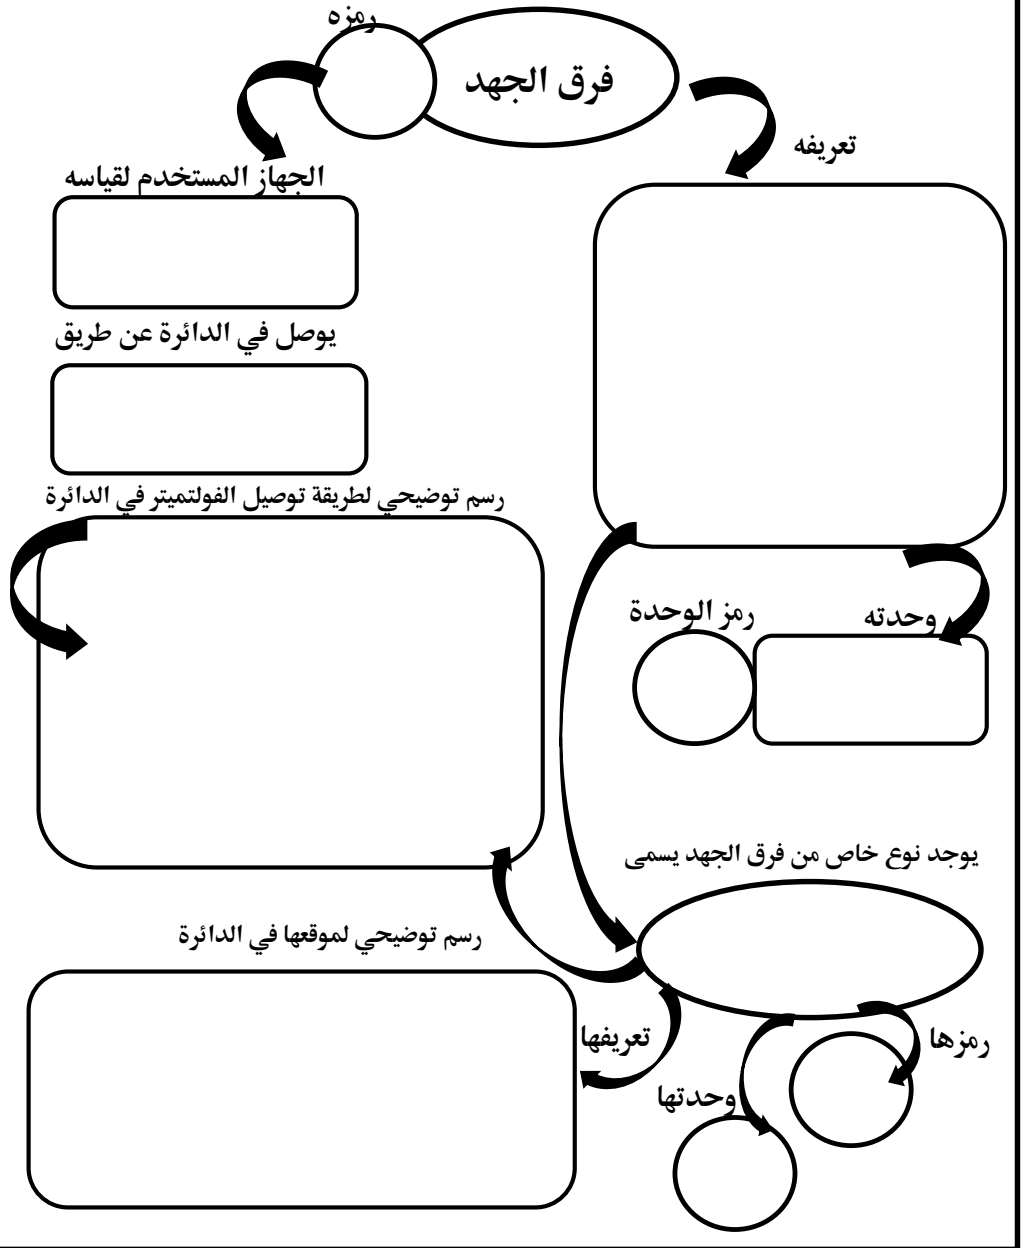 رمزه
فرق الجهد
تعريفه
الجهاز المستخدم لقياسه
يوصل في الدائرة عن طريق
رسم توضيحي لطريقة توصيل الفولتميتر في الدائرة
وحدته
رمز الوحدة
يوجد نوع خاص من فرق الجهد يسمى
رسم توضيحي لموقعها في الدائرة
تعريفها
رمزها
وحدتها